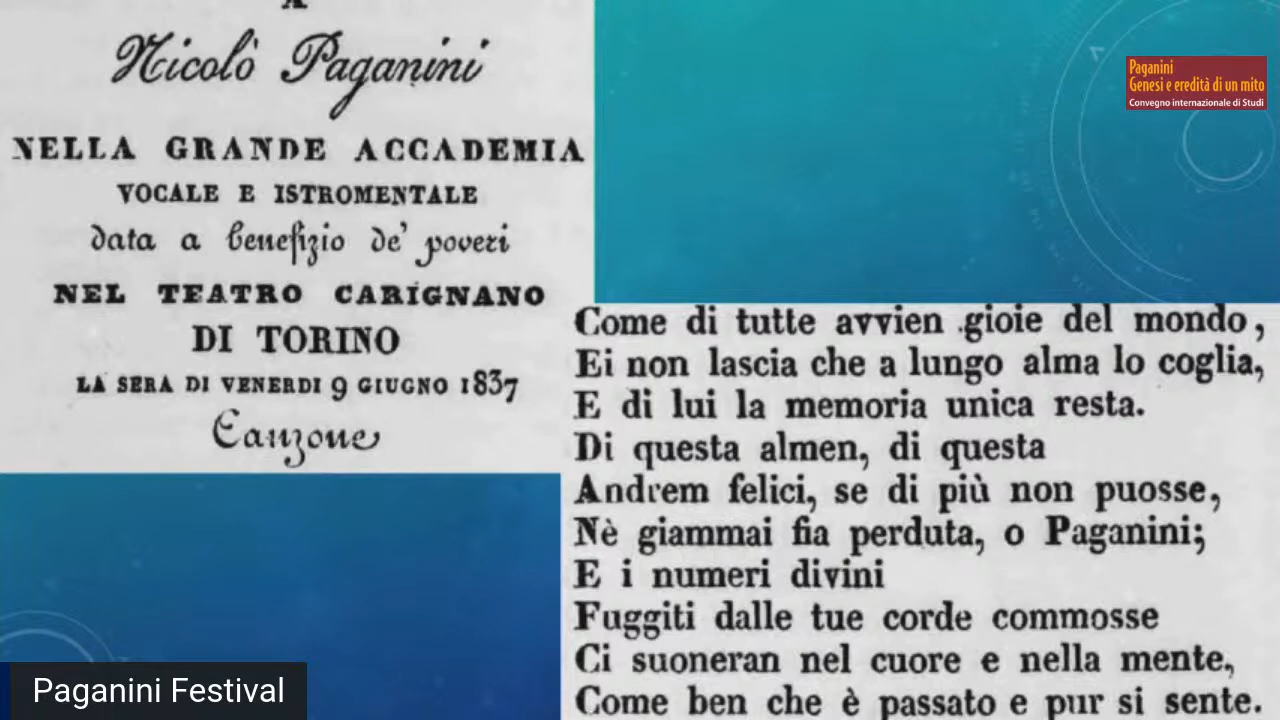 A
Nicolò Paganini
NELLA GRANDE ACCADEMIA
VOCALE E ISTROMENTALE
data a benefizio de' poveri
NEL TEATRO CARIGNANO
DI TORINO
LA SERA DI VENERDI 9 GIUGNO 1837
Canzone
Paganini
Genesi e eredità di un mito
Convegno internazionale di Studi
Come di tutte avvien gioie del mondo,
Ei non lascia che a lungo alma lo coglia,
E di lui la memoria unica resta.
Di questa almen, di questa
Andrem felici, se di più non puosse,
Nè giammai fia perduta, o Paganini;
E i numeri divini
Fuggiti dalle tue corde commosse
Ci suoneran nel cuore e nella mente,
Come ben che è passato e pur si sente.
Paganini Festival